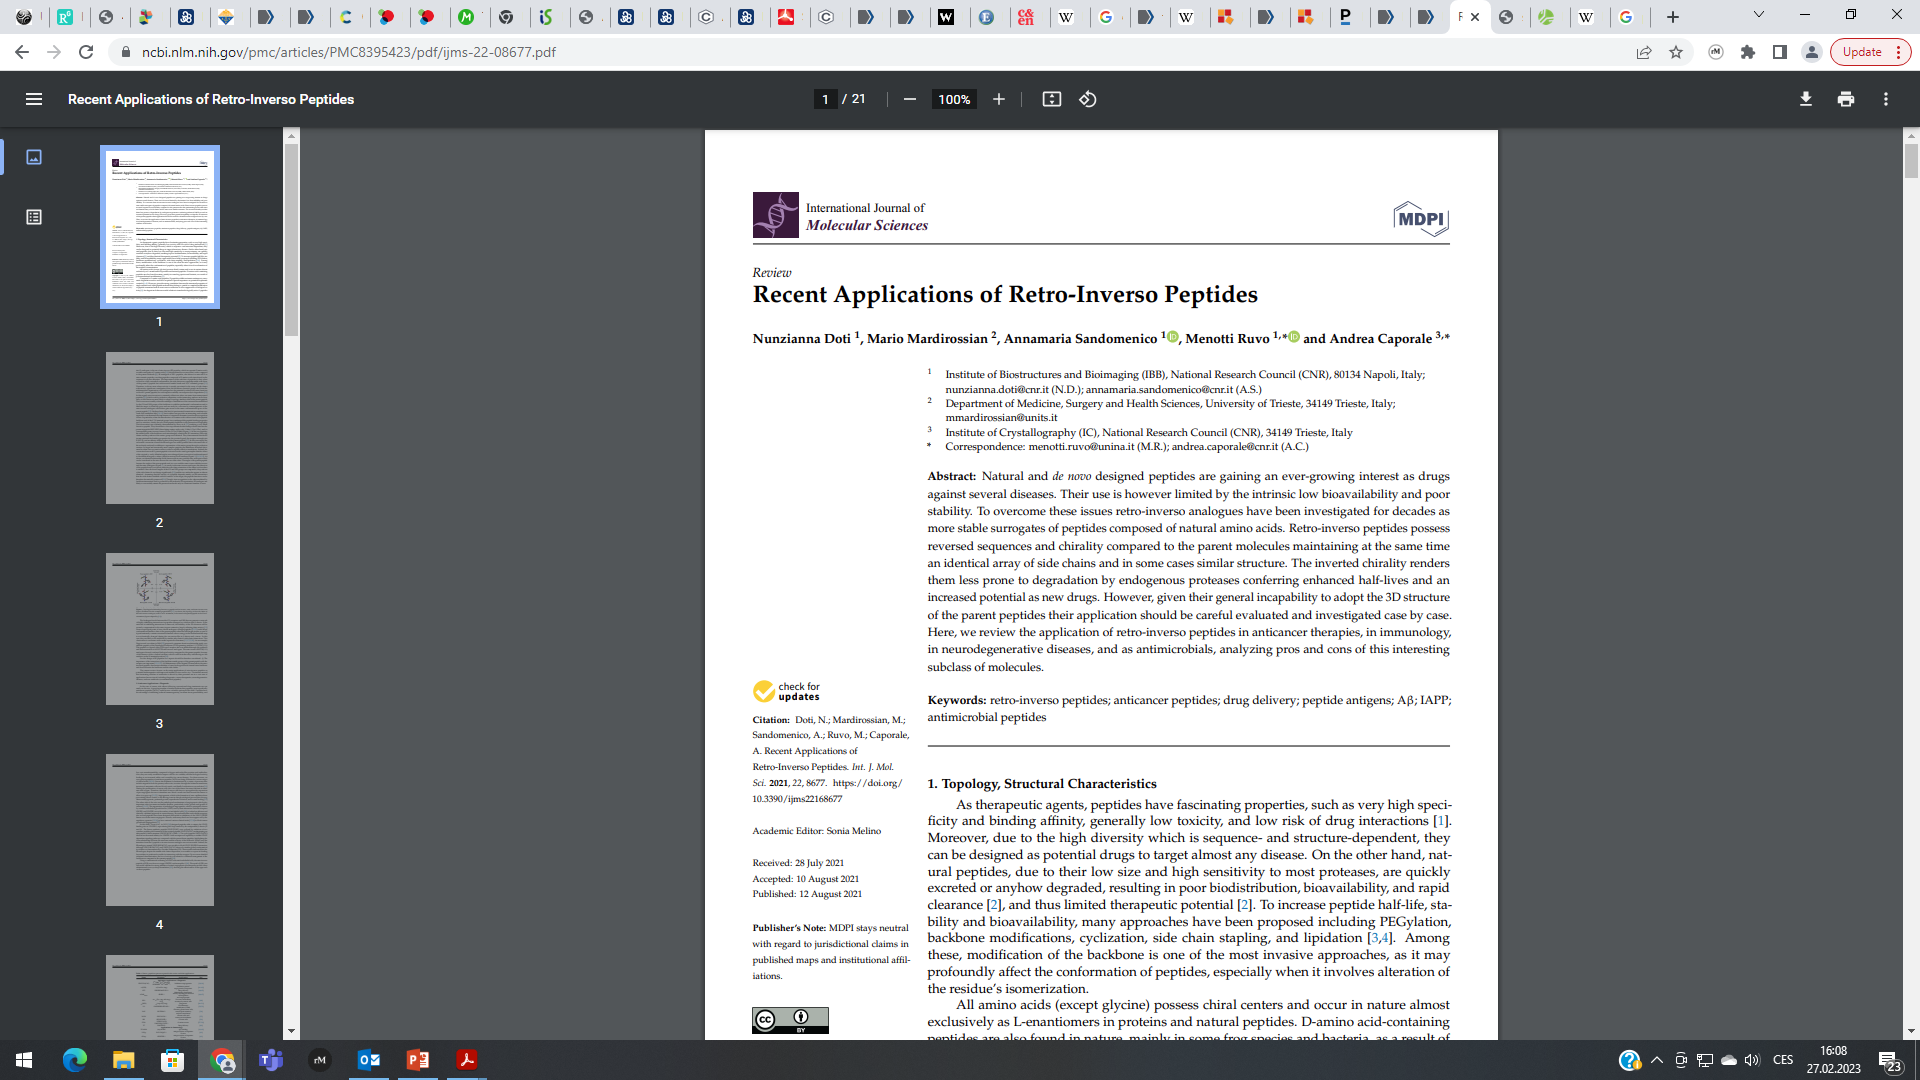 ncbi.nlm.nih.gov/pmc/articles/PMC8395423/pdf/ijms-22-08677.pdf
Update
Recent Applications of Retro-Inverso Peptides
1 / 21
100%
1
2
3
4
International Journal of
Molecular Sciences
MDPI
Review
Recent Applications of Retro-Inverso Peptides
Nunzianna Doti 1, Mario Mardirossian 2, Annamaria Sandomenico 1, Menotti Ruvo 1,* and Andrea Caporale 3,*
1 Institute of Biostructures and Bioimaging (IBB), National Research Council (CNR), 80134 Napoli, Italy;
nunzianna.doti@cnr.it (N.D.); annamaria.sandomenico@cnr.it (A.S.)
2 Department of Medicine, Surgery and Health Sciences, University of Trieste, 34149 Trieste, Italy;
mmardirossian@units.it
3 Institute of Crystallography (IC), National Research Council (CNR), 34149 Trieste, Italy
* Correspondence: menotti.ruvo@unina.it (M.R.); andrea.caporale@cnr.it (A.C.)
Abstract: Natural and de novo designed peptides are gaining an ever-growing interest as drugs
against several diseases. Their use is however limited by the intrinsic low bioavailability and poor
stability. To overcome these issues retro-inverso analogues have been investigated for decades as
more stable surrogates of peptides composed of natural amino acids. Retro-inverso peptides possess
reversed sequences and chirality compared to the parent molecules maintaining at the same time
an identical array of side chains and in some cases similar structure. The inverted chirality renders
them less prone to degradation by endogenous proteases conferring enhanced half-lives and an
increased potential as new drugs. However, given their general incapability to adopt the 3D structure
of the parent peptides their application should be careful evaluated and investigated case by case.
Here, we review the application of retro-inverso peptides in anticancer therapies, in immunology,
in neurodegenerative diseases, and as antimicrobials, analyzing pros and cons of this interesting
subclass of molecules.
Keywords: retro-inverso peptides; anticancer peptides; drug delivery; peptide antigens; Aβ; IAPP;
antimicrobial peptides
check for
updates
Citation: Doti, N.; Mardirossian, M.;
Sandomenico, A.; Ruvo, M.; Caporale,
A. Recent Applications of
Retro-Inverso Peptides. Int. J. Mol.
Sci. 2021, 22, 8677. https://doi.org/
10.3390/ijms22168677
Academic Editor: Sonia Melino
Received: 28 July 2021
Accepted: 10 August 2021
Published: 12 August 2021
Publisher's Note: MDPI stays neutral
with regard to jurisdictional claims in
published maps and institutional affil-
iations.
CC BY
1. Topology, Structural Characteristics
As therapeutic agents, peptides have fascinating properties, such as very high speci-
ficity and binding affinity, generally low toxicity, and low risk of drug interactions [1].
Moreover, due to the high diversity which is sequence- and structure-dependent, they
can be designed as potential drugs to target almost any disease. On the other hand, nat-
ural peptides, due to their low size and high sensitivity to most proteases, are quickly
excreted or anyhow degraded, resulting in poor biodistribution, bioavailability, and rapid
clearance [2], and thus limited therapeutic potential [2]. To increase peptide half-life, sta-
bility and bioavailability, many approaches have been proposed including PEGylation,
backbone modifications, cyclization, side chain stapling, and lipidation [3,4]. Among
these, modification of the backbone is one of the most invasive approaches, as it may
profoundly affect the conformation of peptides, especially when it involves alteration of
the residue's isomerization.
All amino acids (except glycine) possess chiral centers and occur in nature almost
exclusively as L-enantiomers in proteins and natural peptides. D-amino acid-containing
peptides are also found in nature, mainly in some frog species and bacteria, as a result of
CES
16:08
27.02.2023
23